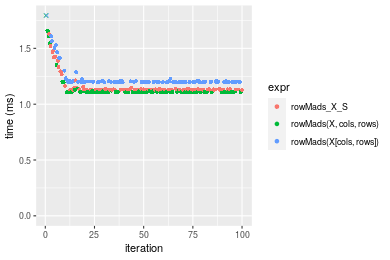 time (ms)
1.5
1.0
0.5
0.0
0
25
50
75
100
iteration
expr
rowMads_X_S
rowMads(X, cols, rows)
rowMads(X[cols, rows])